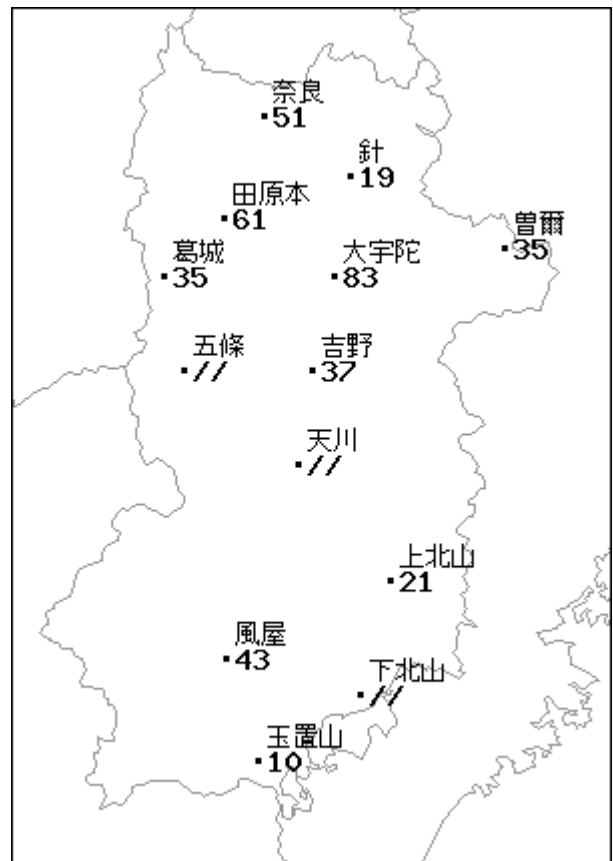 奈良
51
針
19
田原本
61
曽爾
35
葛城
35
大宇陀
83
五條
//
吉野
37
天川
//
上北山
21
風屋
43
下北山
//
玉置山
10